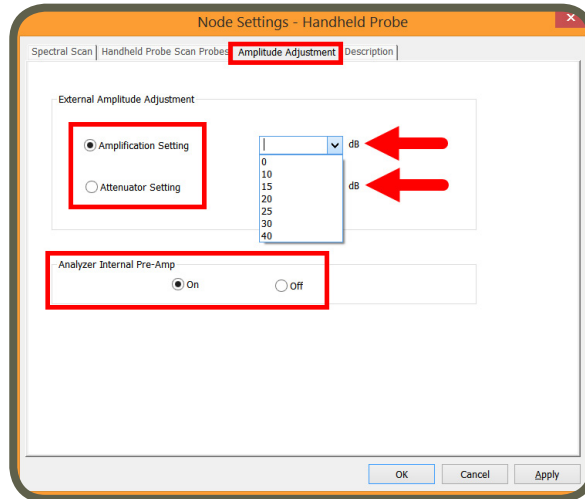 Node Settings - Handheld Probe
Spectral Scan Handheld Probe Scan Probes Amplitude Adjustment Description
External Amplitude Adjustment
Amplification Setting dB
0
10
Attenuator Setting 15 dB
20
25
30
40
Analyzer Internal Pre-Amp
On Off
OK Cancel Apply